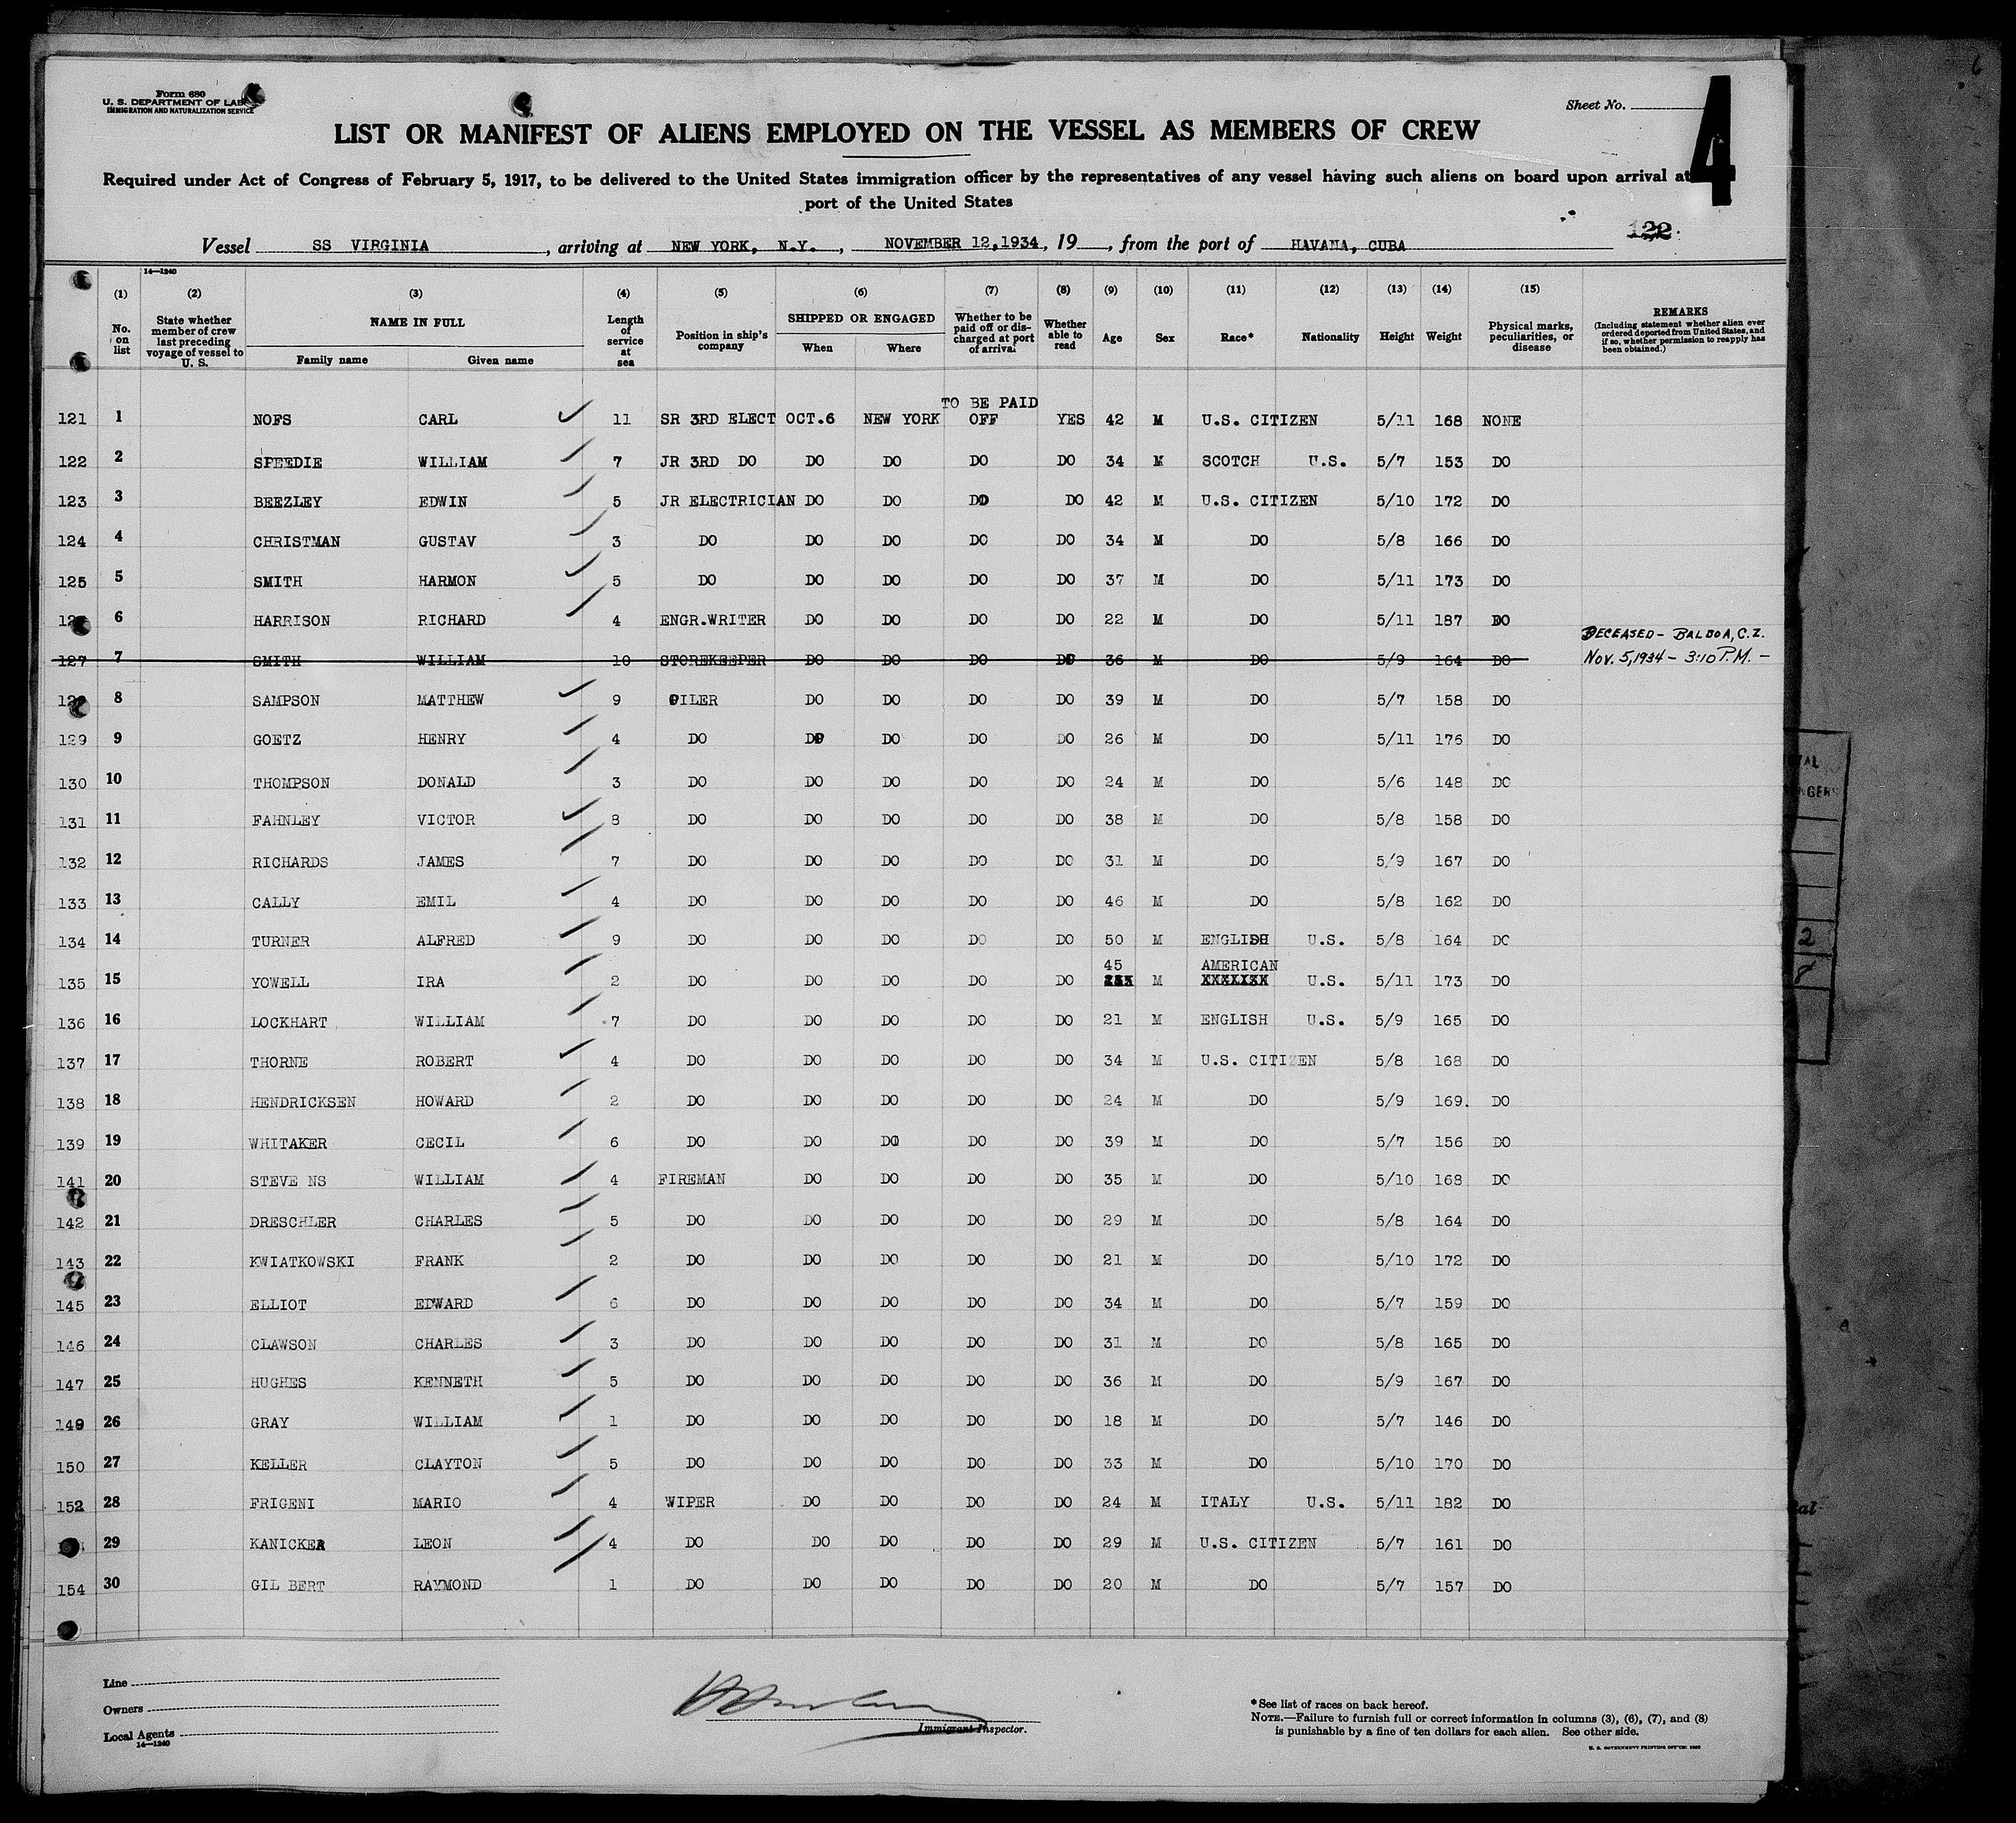 Form 680
U. S. DEPARTMENT OF LAB
IMMIGRATION AND NATURALIZATION SERVICE
Sheet No.
4
LIST OR MANIFEST OF ALIENS EMPLOYED ON THE VESSEL AS MEMBERS OF CREW
Required under Act of Congress of February 5, 1917, to be delivered to the United States immigration officer by the representatives of any vessel having such aliens on board upon arrival at
port of the United States
122
Vessel SS VIRGINIA , arriving at NEW YORK, N.Y. , NOVEMBER 12,1934 , 19 , from the port of HAVANA, CUBA
14—1240
(1) (2) (3) (4) (5) (6) (7) (8) (9) (10) (11) (12) (13) (14) (15)
No. on list State whether member of crew last preceding voyage of vessel to U. S. NAME IN FULL Family name Given name Length of service at sea Position in ship's company SHIPPED OR ENGAGED When Where Whether to be paid off or discharged at port of arrival Whether able to read Age Sex Race* Nationality Height Weight Physical marks, peculiarities, or disease REMARKS (Including statement whether alien ever ordered deported from United States, and if so, whether permission to reapply has been obtained.)
TO BE PAID
121 1 NOFS CARL 11 SR 3RD ELECT OCT.6 NEW YORK OFF YES 42 M U.S. CITIZEN 5/11 168 NONE
122 2 SPEEDIE WILLIAM 7 JR 3RD DO DO DO DO DO 34 M SCOTCH U.S. 5/7 153 DO
123 3 BEEZLEY EDWIN 5 JR ELECTRICIAN DO DO DO DO 42 M U.S. CITIZEN 5/10 172 DO
124 4 CHRISTMAN GUSTAV 3 DO DO DO DO DO 34 M DO 5/8 166 DO
125 5 SMITH HARMON 5 DO DO DO DO DO 37 M DO 5/11 173 DO
6 HARRISON RICHARD 4 ENGR.WRITER DO DO DO DO 22 M DO 5/11 187 DO
DECEASED - BALBOA, C.Z.
127 7 SMITH WILLIAM 10 STOREKEEPER DO DO DO DO 36 M DO 5/9 164 DO NOV. 5,1934 - 3:10 P.M. -
8 SAMPSON MATTHEW 9 OILER DO DO DO DO 39 M DO 5/7 158 DO
129 9 GOETZ HENRY 4 DO DO DO DO DO 26 M DO 5/11 176 DO
130 10 THOMPSON DONALD 3 DO DO DO DO DO 24 M DO 5/6 148 DO
131 11 FAHNLEY VICTOR 8 DO DO DO DO DO 38 M DO 5/8 158 DO
132 12 RICHARDS JAMES 7 DO DO DO DO DO 31 M DO 5/9 167 DO
133 13 CALLY EMIL 4 DO DO DO DO DO 46 M DO 5/8 162 DO
134 14 TURNER ALFRED 9 DO DO DO DO DO 50 M ENGLISH U.S. 5/8 164 DO
45 AMERICAN
135 15 YOWELL IRA 2 DO DO DO DO DO M U.S. 5/11 173 DO
136 16 LOCKHART WILLIAM 7 DO DO DO DO DO 21 M ENGLISH U.S. 5/9 165 DO
137 17 THORNE ROBERT 4 DO DO DO DO DO 34 M U.S. CITIZEN 5/8 168 DO
138 18 HENDRICKSEN HOWARD 2 DO DO DO DO DO 24 M DO 5/9 169. DO
139 19 WHITAKER CECIL 6 DO DO DO DO DO 39 M DO 5/7 156 DO
141 20 STEVE NS WILLIAM 4 FIREMAN DO DO DO DO 35 M DO 5/10 168 DO
142 21 DRESCHLER CHARLES 5 DO DO DO DO DO 29 M DO 5/8 164 DO
143 22 KWIATKOWSKI FRANK 2 DO DO DO DO DO 21 M DO 5/10 172 DO
145 23 ELLIOT EDWARD 6 DO DO DO DO DO 34 M DO 5/7 159 DO
146 24 CLAWSON CHARLES 3 DO DO DO DO DO 31 M DO 5/8 165 DO
147 25 HUGHES KENNETH 5 DO DO DO DO DO 36 M DO 5/9 167 DO
149 26 GRAY WILLIAM 1 DO DO DO DO DO 18 M DO 5/7 146 DO
150 27 KELLER CLAYTON 5 DO DO DO DO DO 33 M DO 5/10 170 DO
152 28 FRIGENI MARIO 4 WIPER DO DO DO DO 24 M ITALY U.S. 5/11 182 DO
29 KANICKER LEON 4 DO DO DO DO DO 29 M U.S. CITIZEN 5/7 161 DO
154 30 GIL BERT RAYMOND 1 DO DO DO DO DO 20 M DO 5/7 157 DO
Line
Owners
Local Agents
14—1240
Immigrant Inspector.
*See list of races on back hereof.
NOTE.—Failure to furnish full or correct information in columns (3), (6), (7), and (8)
is punishable by a fine of ten dollars for each alien. See other side.
U. S. GOVERNMENT PRINTING OFFICE